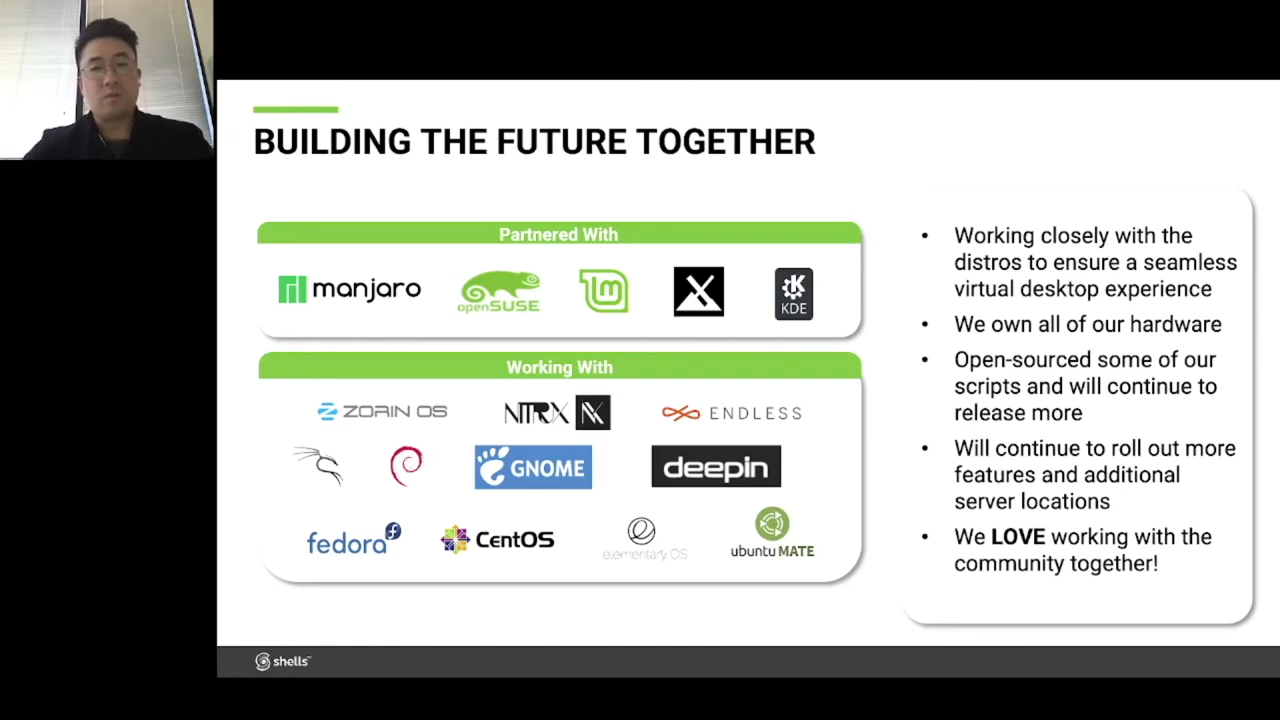 BUILDING THE FUTURE TOGETHER
Partnered With
manjaro
openSUSE
lm
X
K
KDE
Working With
ZORIN OS
NITRUX
NX
ENDLESS
GNOME
deepin
fedora
CentOS
elementary OS
ubuntu MATE
• Working closely with the
distros to ensure a seamless
virtual desktop experience
• We own all of our hardware
• Open-sourced some of our
scripts and will continue to
release more
• Will continue to roll out more
features and additional
server locations
• We LOVE working with the
community together!
shells™